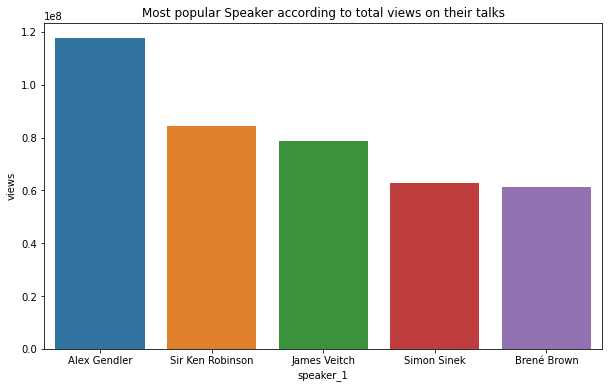 Most popular Speaker according to total views on their talks
1e8
1.2
1.0
0.8
0.6
0.4
0.2
0.0
views
Alex Gendler Sir Ken Robinson James Veitch Simon Sinek Brené Brown
speaker_1